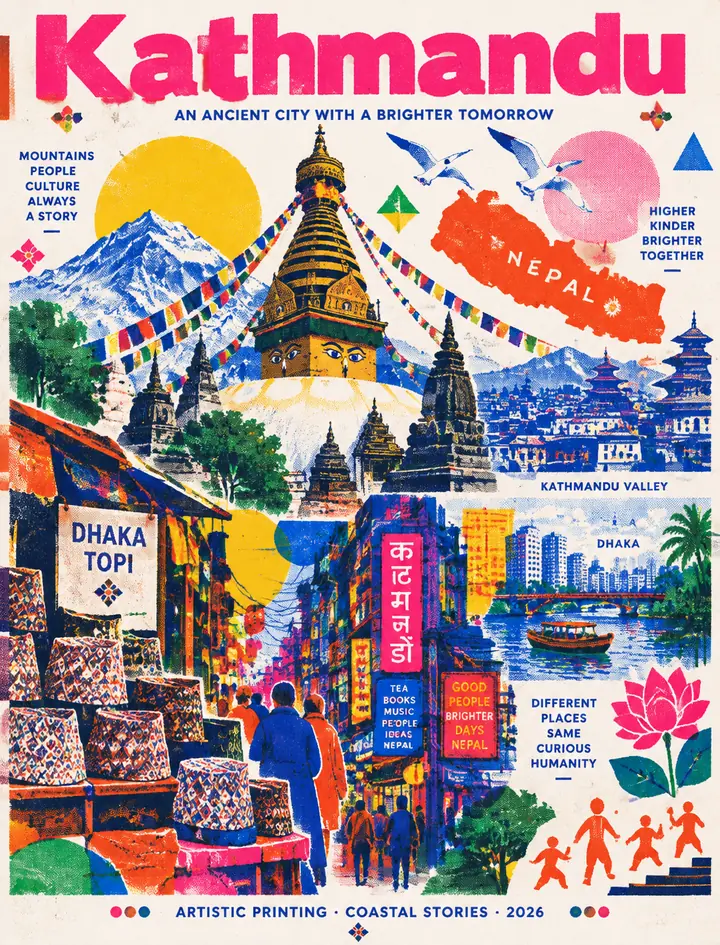 Kathmandu
AN ANCIENT CITY WITH A BRIGHTER TOMORROW
MOUNTAINS
PEOPLE
CULTURE
ALWAYS
A STORY
HIGHER
KINDER
BRIGHTER
TOGETHER
NEPAL
KATHMANDU VALLEY
DHAKA
TOPI
DHAKA
का
ट
म
न
डों
TEA
BOOKS
MUSIC
PEOPLE
IDEAS
NEPAL
GOOD
PEOPLE
BRIGHTER
DAYS
NEPAL
DIFFERENT
PLACES
SAME
CURIOUS
HUMANITY
ARTISTIC PRINTING · COASTAL STORIES · 2026